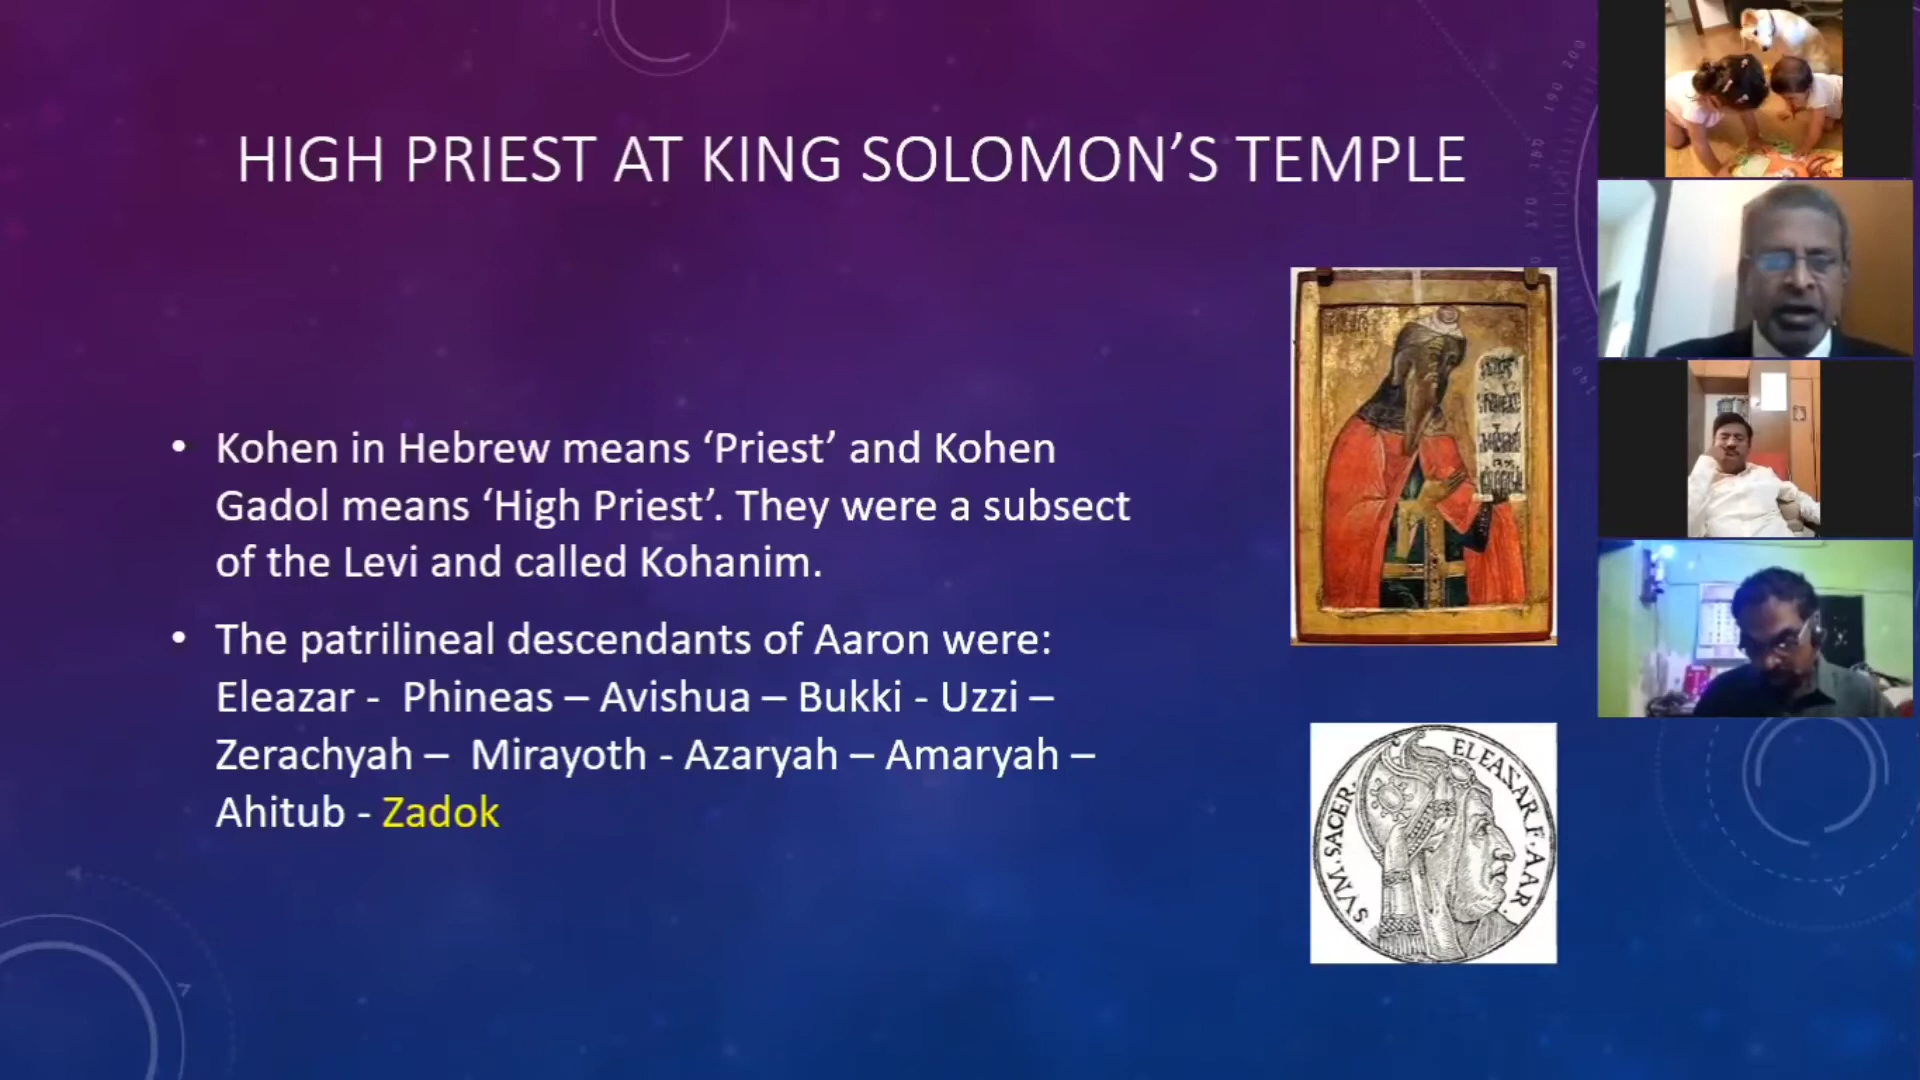 HIGH PRIEST AT KING SOLOMON’S TEMPLE
• Kohen in Hebrew means ‘Priest’ and Kohen
Gadol means ‘High Priest’. They were a subsect
of the Levi and called Kohanim.
• The patrilineal descendants of Aaron were:
Eleazar - Phineas – Avishua – Bukki - Uzzi –
Zerachyah – Mirayoth - Azaryah – Amaryah –
Ahitub - Zadok
ELEASAR F. AAR.
SVM. SACER.
190 200